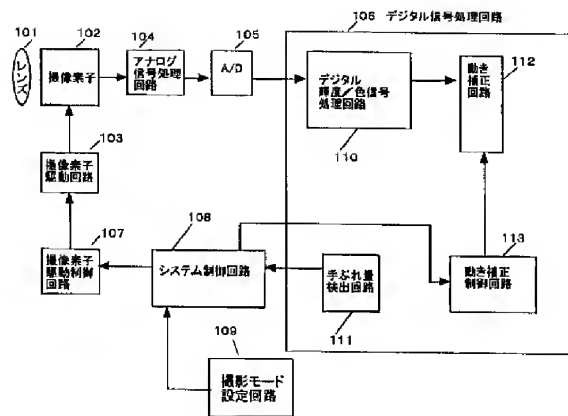 101
レンズ
102
撮像素子
104
アナログ
信号処理
回路
105
A/D
106 デジタル信号処理回路
デジタル
輝度／色信号
処理回路
110
112
動き
補正
回路
103
撮像素子
駆動回路
107
撮像素子
駆動制御
回路
108
システム制御回路
手ぶれ量
検出回路
111
113
動き補正
制御回路
109
撮影モード
設定回路